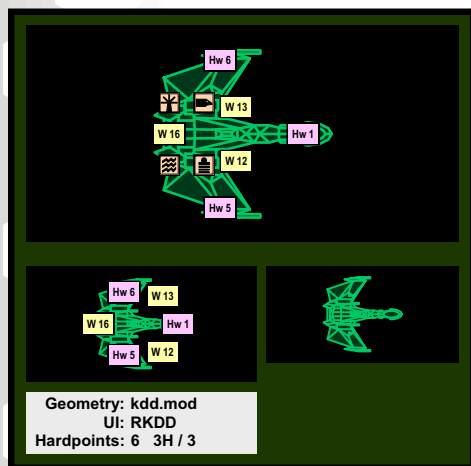 Hw 6
W 13
W 16
Hw 1
W 12
Hw 5
Hw 6
W 13
W 16
Hw 1
Hw 5
W 12
Geometry: kdd.mod
UI: RKDD
Hardpoints: 6 3H / 3